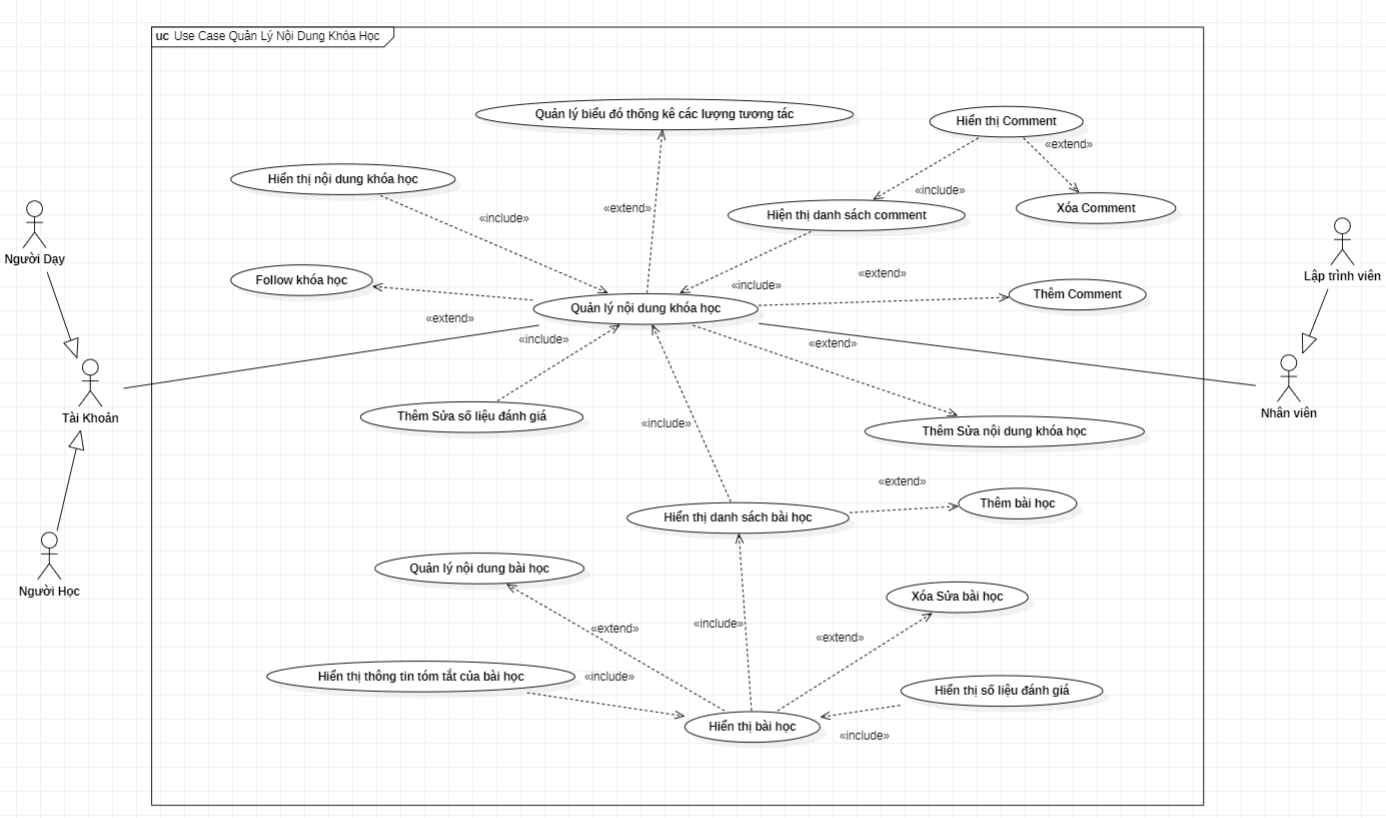 uc Use Case Quản Lý Nội Dung Khóa Học
Quản lý biểu đó thống kê các lượng tương tác
Hiển thị Comment
«extend»
Hiển thị nội dung khóa học
«include»
«extend»
«include»
Hiện thị danh sách comment
Xóa Comment
Người Dạy
Lập trình viên
Follow khóa học
«extend»
«include»
Thêm Comment
Quản lý nội dung khóa học
«extend»
«include»
«extend»
Tài Khoản
Thêm Sửa số liệu đánh giá
«include»
Thêm Sửa nội dung khóa học
Nhân viên
«extend»
Hiển thị danh sách bài học
Thêm bài học
Quản lý nội dung bài học
Người Học
Xóa Sửa bài học
«extend»
«include»
«extend»
Hiển thị thông tin tóm tắt của bài học
«include»
Hiển thị số liệu đánh giá
Hiển thị bài học
«include»